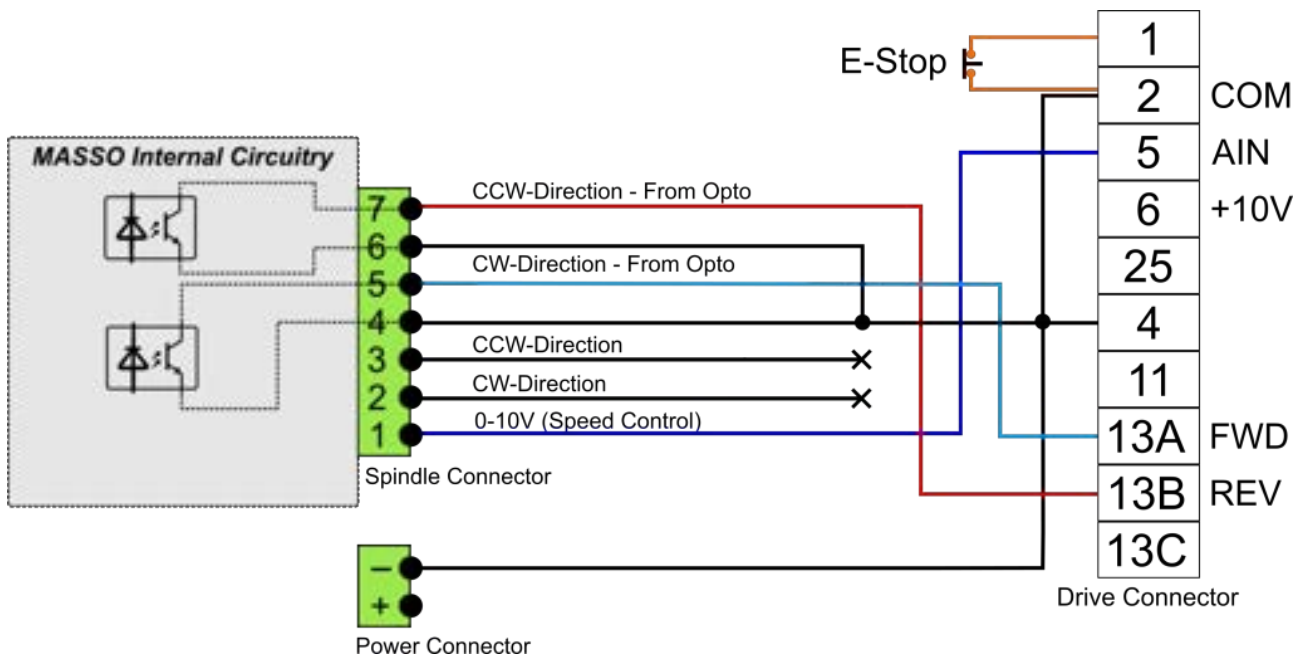 E-Stop
1
2 COM
5 AIN
6 +10V
25
4
11
13A FWD
13B REV
13C
Drive Connector
MASSO Internal Circuitry
7 CCW-Direction - From Opto
6
5 CW-Direction - From Opto
4
3 CCW-Direction
2 CW-Direction
1 0-10V (Speed Control)
Spindle Connector
−
+
Power Connector